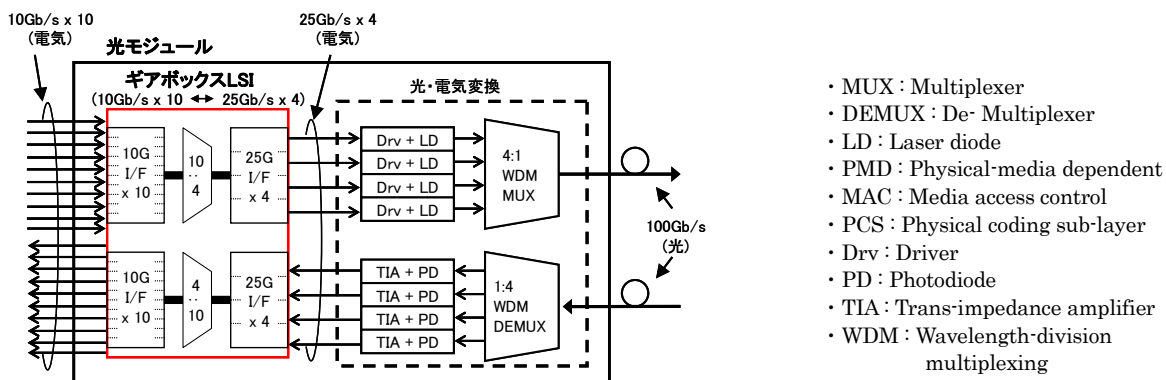 10Gb/s x 10
(電気)
25Gb/s x 4
(電気)
光モジュール
ギアボックスLSI
(10Gb/s x 10 ↔ 25Gb/s x 4)
光・電気変換
10G
I/F
x 10
10
:
4
25G
I/F
x 4
Drv + LD
Drv + LD
Drv + LD
Drv + LD
4:1
WDM
MUX
100Gb/s
(光)
10G
I/F
x 10
4
:
10
25G
I/F
x 4
TIA + PD
TIA + PD
TIA + PD
TIA + PD
1:4
WDM
DEMUX
・MUX：Multiplexer
・DEMUX：De- Multiplexer
・LD：Laser diode
・PMD：Physical-media dependent
・MAC：Media access control
・PCS：Physical coding sub-layer
・Drv：Driver
・PD：Photodiode
・TIA：Trans-impedance amplifier
・WDM：Wavelength-division
multiplexing